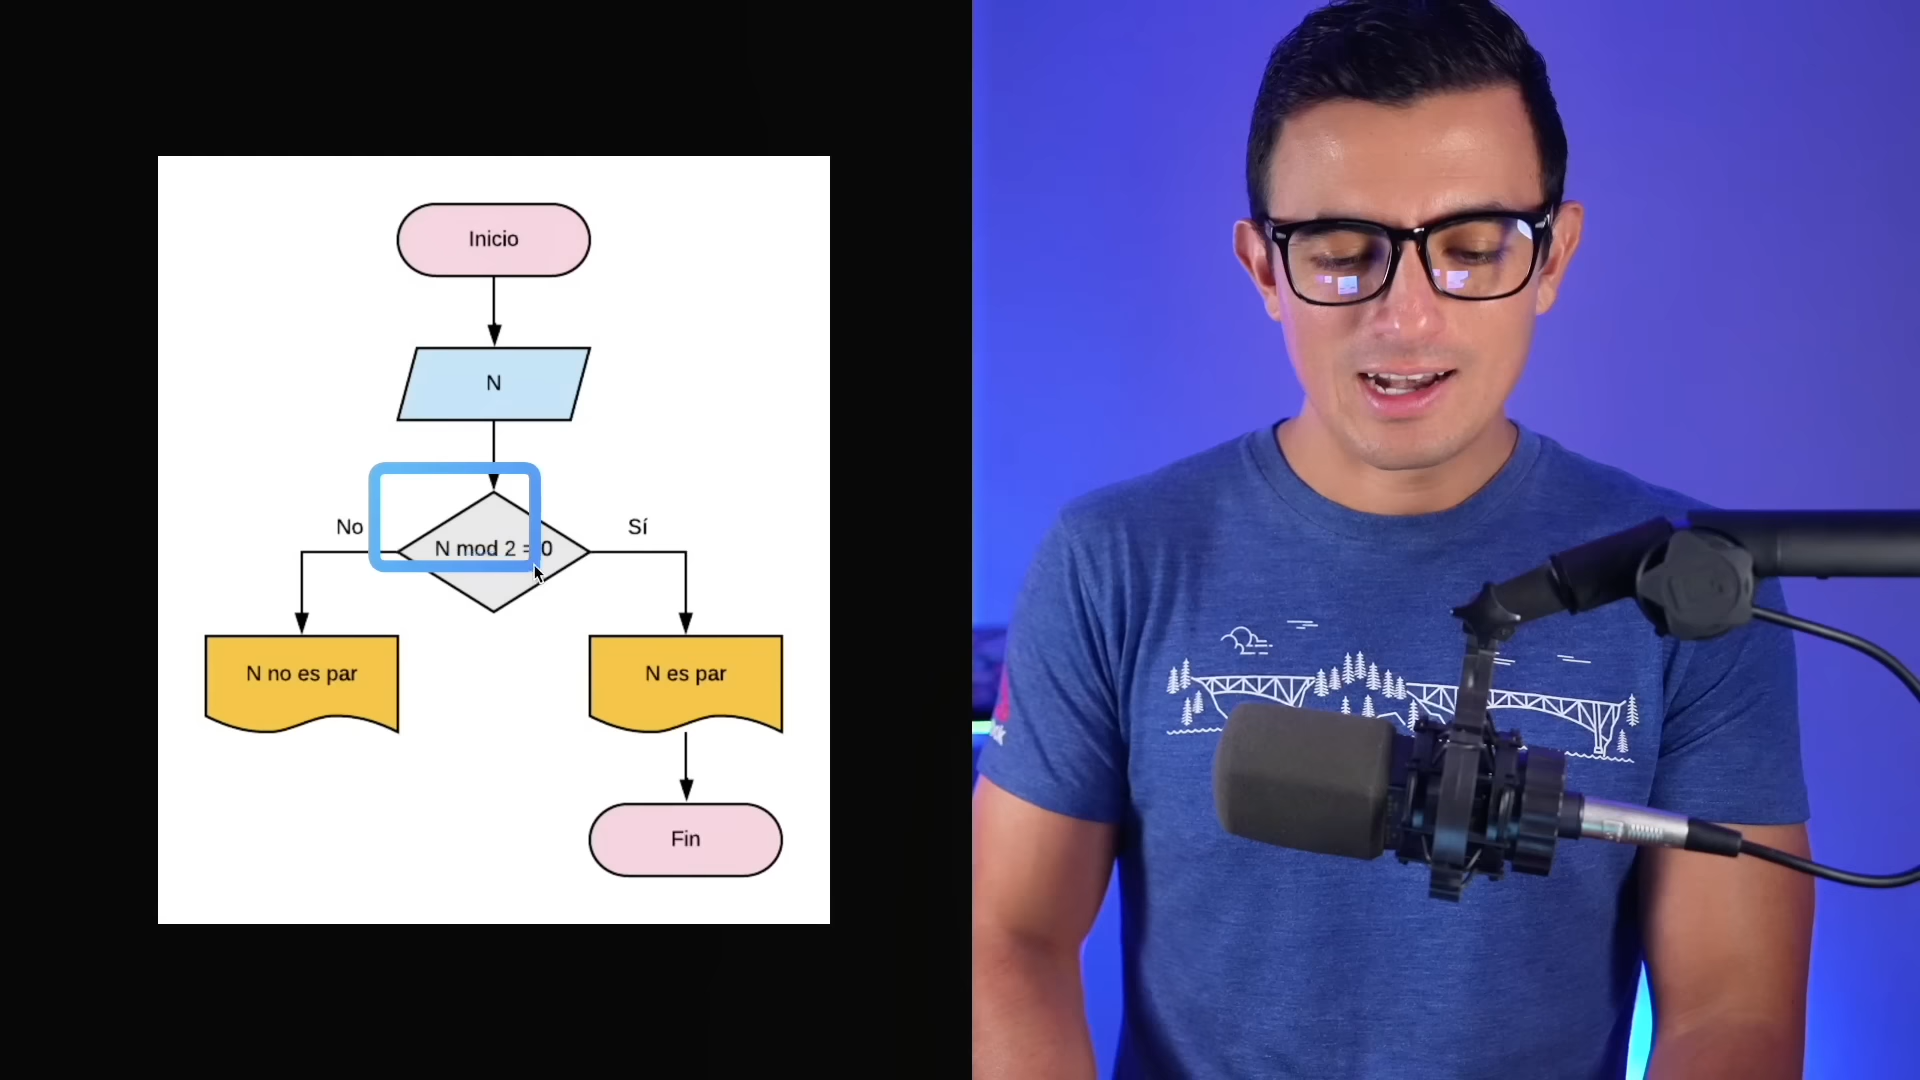 Inicio
N
No
Sí
N mod 2 = 0
N no es par
N es par
Fin